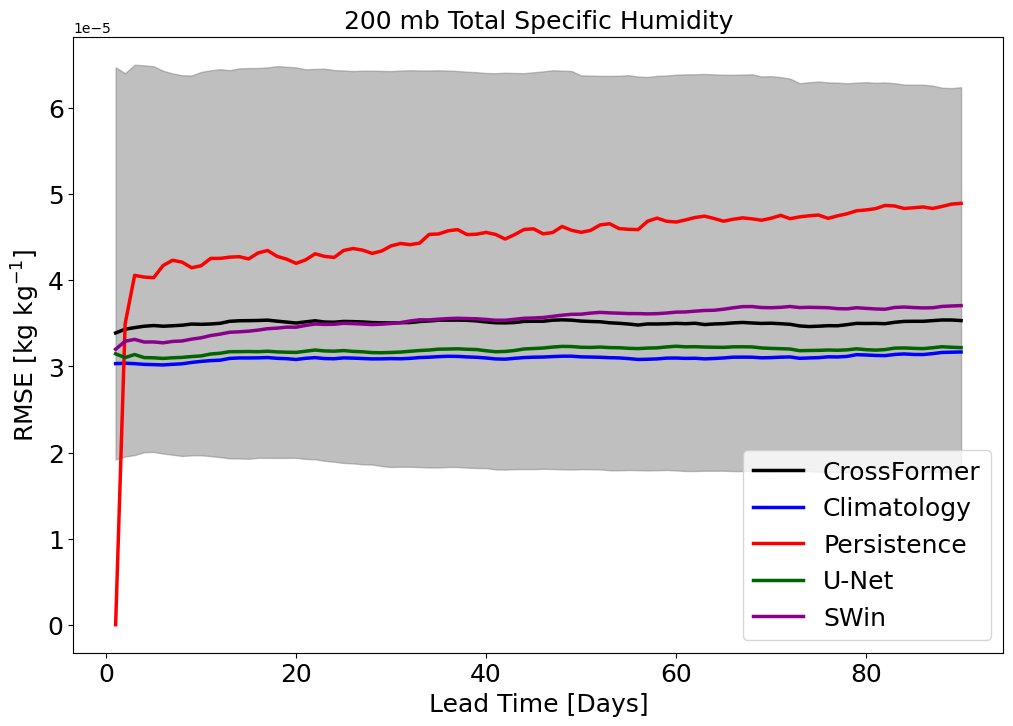 200 mb Total Specific Humidity
1e−5
6
5
4
3
2
1
0
RMSE [kg kg⁻¹]
0 20 40 60 80
Lead Time [Days]
CrossFormer
Climatology
Persistence
U-Net
SWin